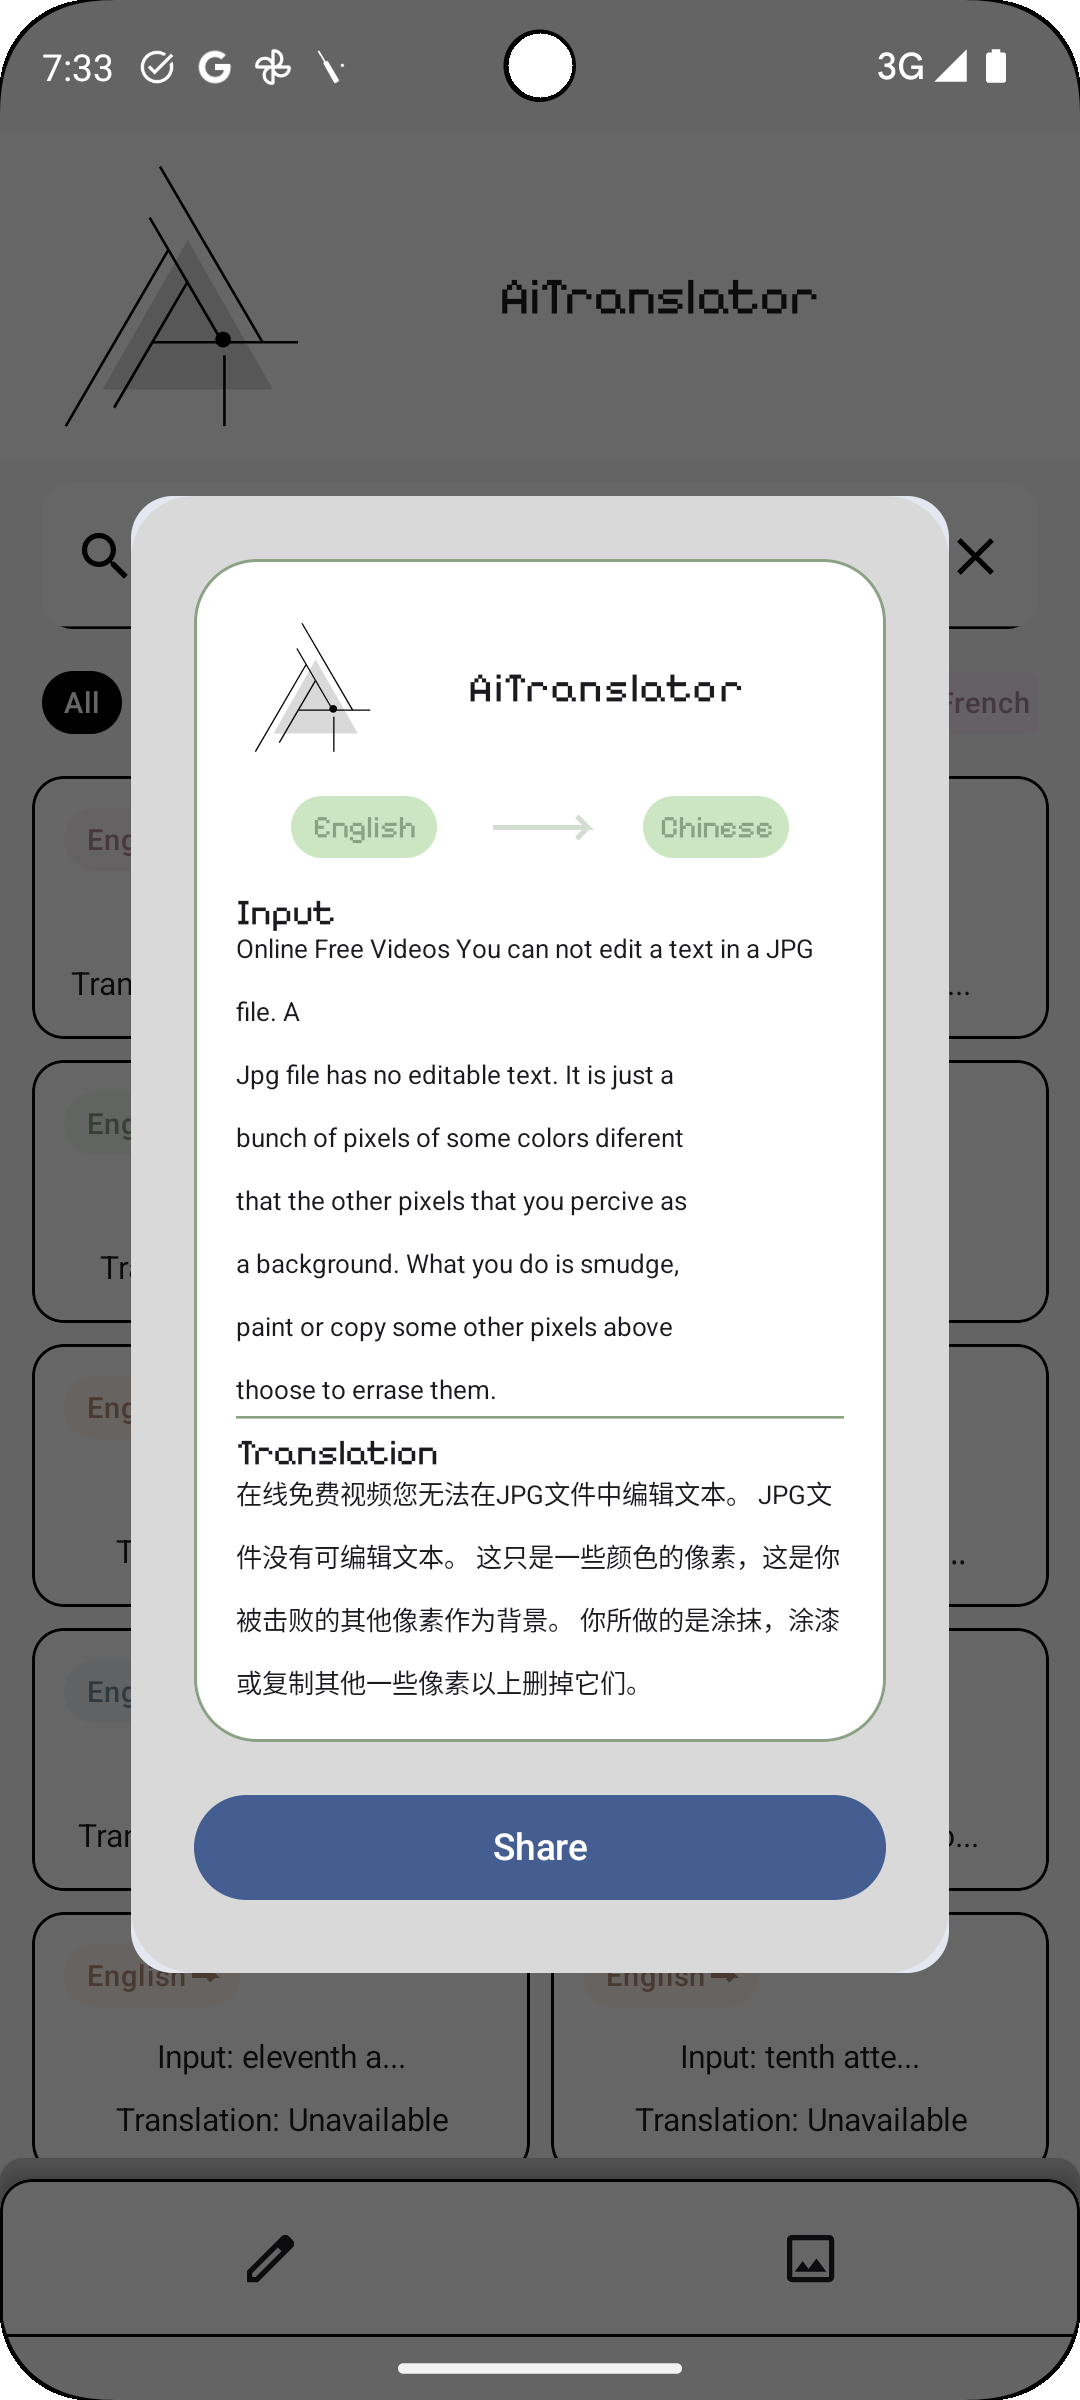 7:33
3G
AiTranslator
All
French
Eng
Tran
...
Eng
Tra
Eng
T
..
Eng
Tran
o...
AiTranslator
English
Chinese
Input
Online Free Videos You can not edit a text in a JPG
file. A
Jpg file has no editable text. It is just a
bunch of pixels of some colors diferent
that the other pixels that you percive as
a background. What you do is smudge,
paint or copy some other pixels above
thoose to errase them.
Translation
在线免费视频您无法在JPG文件中编辑文本。 JPG文
件没有可编辑文本。 这只是一些颜色的像素，这是你
被击败的其他像素作为背景。 你所做的是涂抹，涂漆
或复制其他一些像素以上删掉它们。
Share
English
Input: eleventh a...
Translation: Unavailable
English
Input: tenth atte...
Translation: Unavailable